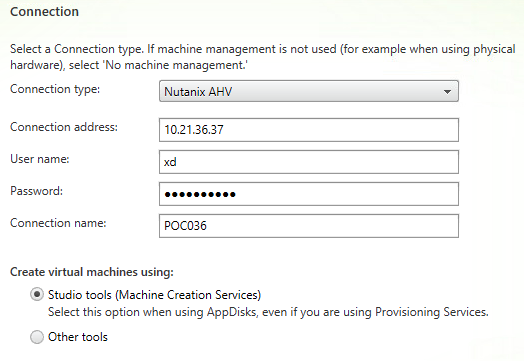 Connection
Select a Connection type. If machine management is not used (for example when using physical
hardware), select 'No machine management.'
Connection type: Nutanix AHV
Connection address: 10.21.36.37
User name: xd
Password: ●●●●●●●●●●
Connection name: POC036
Create virtual machines using:
Studio tools (Machine Creation Services)
Select this option when using AppDisks, even if you are using Provisioning Services.
Other tools